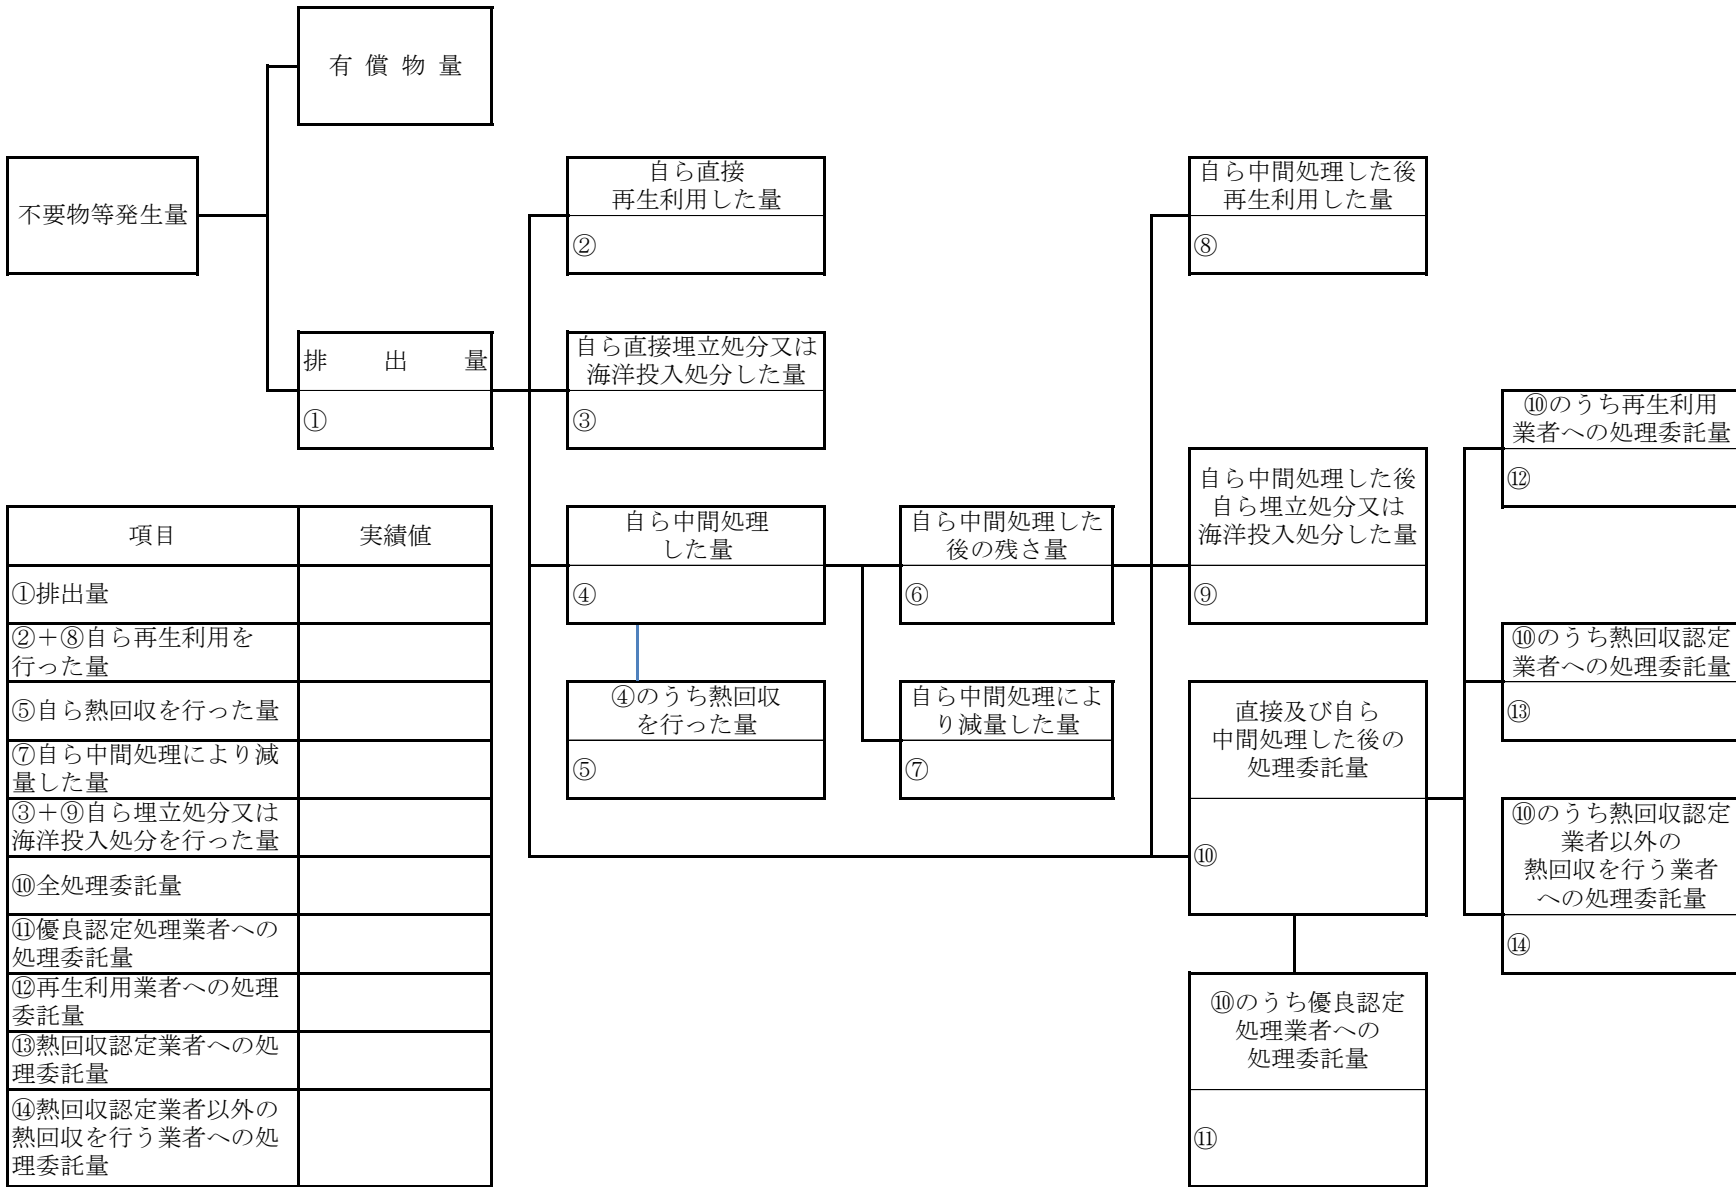 有償物量
不要物等発生量
自ら直接
再生利用した量
②
自ら中間処理した後
再生利用した量
⑧
排出量
①
自ら直接埋立処分又は
海洋投入処分した量
③
⑩のうち再生利用
業者への処理委託量
⑫
自ら中間処理
した量
④
自ら中間処理した
後の残さ量
⑥
自ら中間処理した後
自ら埋立処分又は
海洋投入処分した量
⑨
⑩のうち熱回収認定
業者への処理委託量
⑬
④のうち熱回収
を行った量
⑤
自ら中間処理によ
り減量した量
⑦
直接及び自ら
中間処理した後の
処理委託量
⑩
⑩のうち熱回収認定
業者以外の
熱回収を行う業者
への処理委託量
⑭
⑩のうち優良認定
処理業者への
処理委託量
⑪
項目
実績値
①排出量
②+⑧自ら再生利用を
行った量
⑤自ら熱回収を行った量
⑦自ら中間処理により減
量した量
③+⑨自ら埋立処分又は
海洋投入処分を行った量
⑩全処理委託量
⑪優良認定処理業者への
処理委託量
⑫再生利用業者への処理
委託量
⑬熱回収認定業者への処
理委託量
⑭熱回収認定業者以外の
熱回収を行う業者への処
理委託量